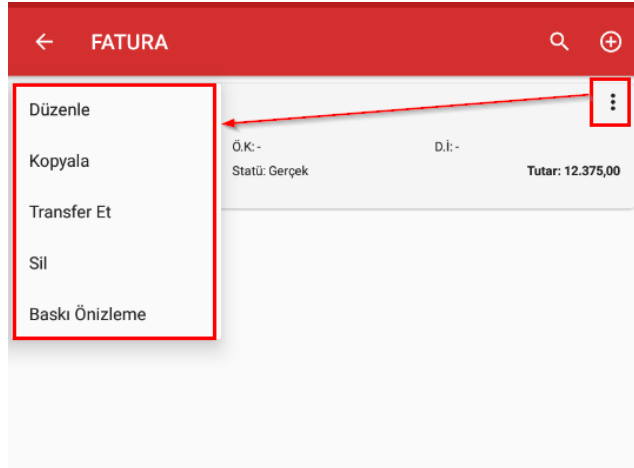 FATURA
Düzenle
Kopyala
Transfer Et
Sil
Baskı Önizleme
Ö.K: -
D.İ: -
Statü: Gerçek
Tutar: 12.375,00